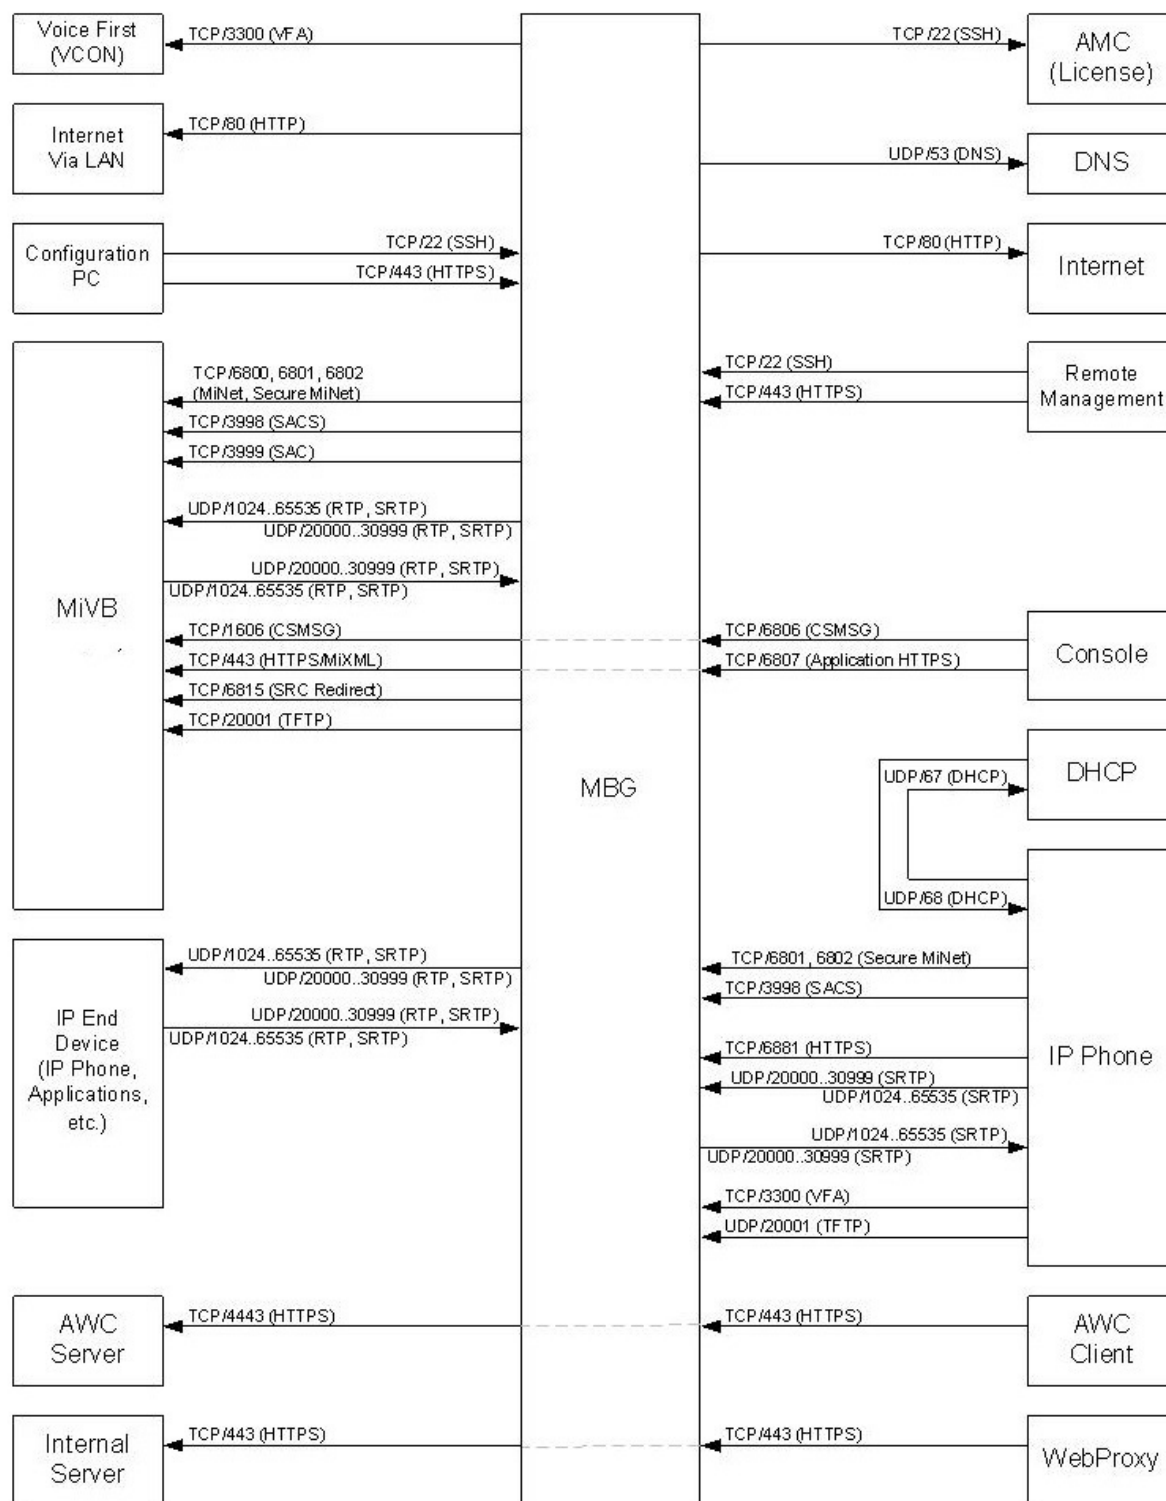 Voice First
(VCON)
TCP/3300 (VFA)
TCP/22 (SSH)
AMC
(License)
Internet
Via LAN
TCP/80 (HTTP)
UDP/53 (DNS)
DNS
Configuration
PC
TCP/22 (SSH)
TCP/443 (HTTPS)
TCP/80 (HTTP)
Internet
TCP/6800, 6801, 6802
(MiNet, Secure MiNet)
TCP/3998 (SACS)
TCP/3999 (SAC)
TCP/22 (SSH)
TCP/443 (HTTPS)
Remote
Management
UDP/1024..65535 (RTP, SRTP)
UDP/20000..30999 (RTP, SRTP)
UDP/20000..30999 (RTP, SRTP)
UDP/1024..65535 (RTP, SRTP)
MiVB
TCP/1606 (CSMSG)
TCP/443 (HTTPS/MiXML)
TCP/6815 (SRC Redirect)
TCP/20001 (TFTP)
TCP/6806 (CSMSG)
TCP/6807 (Application HTTPS)
Console
MBG
UDP/67 (DHCP)
DHCP
UDP/68 (DHCP)
UDP/1024..65535 (RTP, SRTP)
UDP/20000..30999 (RTP, SRTP)
UDP/20000..30999 (RTP, SRTP)
UDP/1024..65535 (RTP, SRTP)
IP End
Device
(IP Phone,
Applications,
etc.)
TCP/6801, 6802 (Secure MiNet)
TCP/3998 (SACS)
TCP/6881 (HTTPS)
UDP/20000..30999 (SRTP)
UDP/1024..65535 (SRTP)
IP Phone
UDP/1024..65535 (SRTP)
UDP/20000..30999 (SRTP)
TCP/3300 (VFA)
UDP/20001 (TFTP)
AWC
Server
TCP/4443 (HTTPS)
TCP/443 (HTTPS)
AWC
Client
Internal
Server
TCP/443 (HTTPS)
TCP/443 (HTTPS)
WebProxy